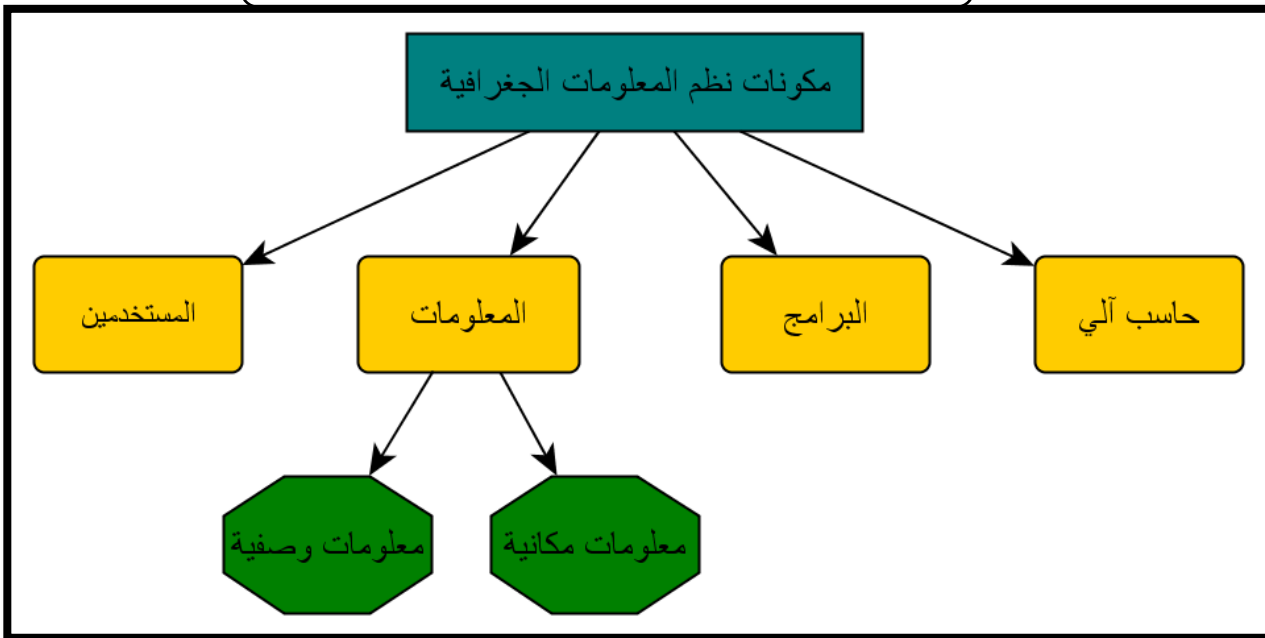 مكونات نظم المعلومات الجغرافية
حاسب آلي
البرامج
المعلومات
المستخدمين
معلومات مكانية
معلومات وصفية